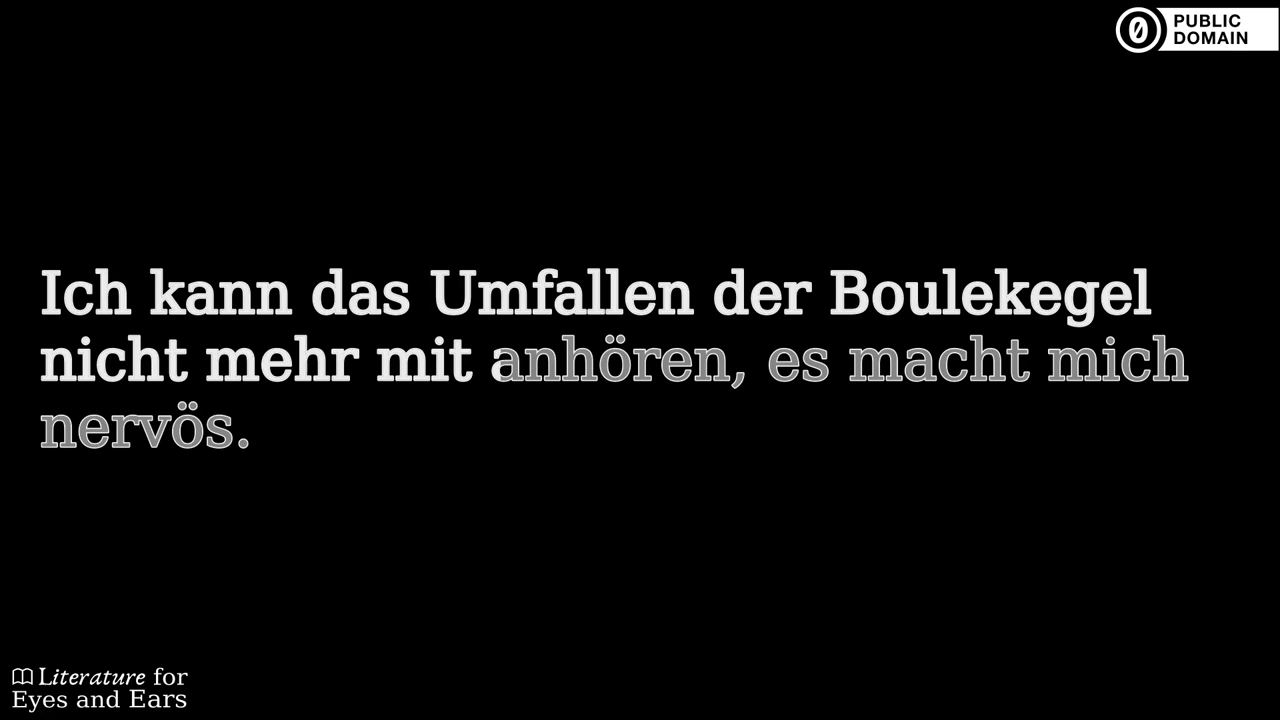 PUBLIC
DOMAIN
Ich kann das Umfallen der Boulekegel
nicht mehr mit anhören, es macht mich
nervös.
Literature for
Eyes and Ears